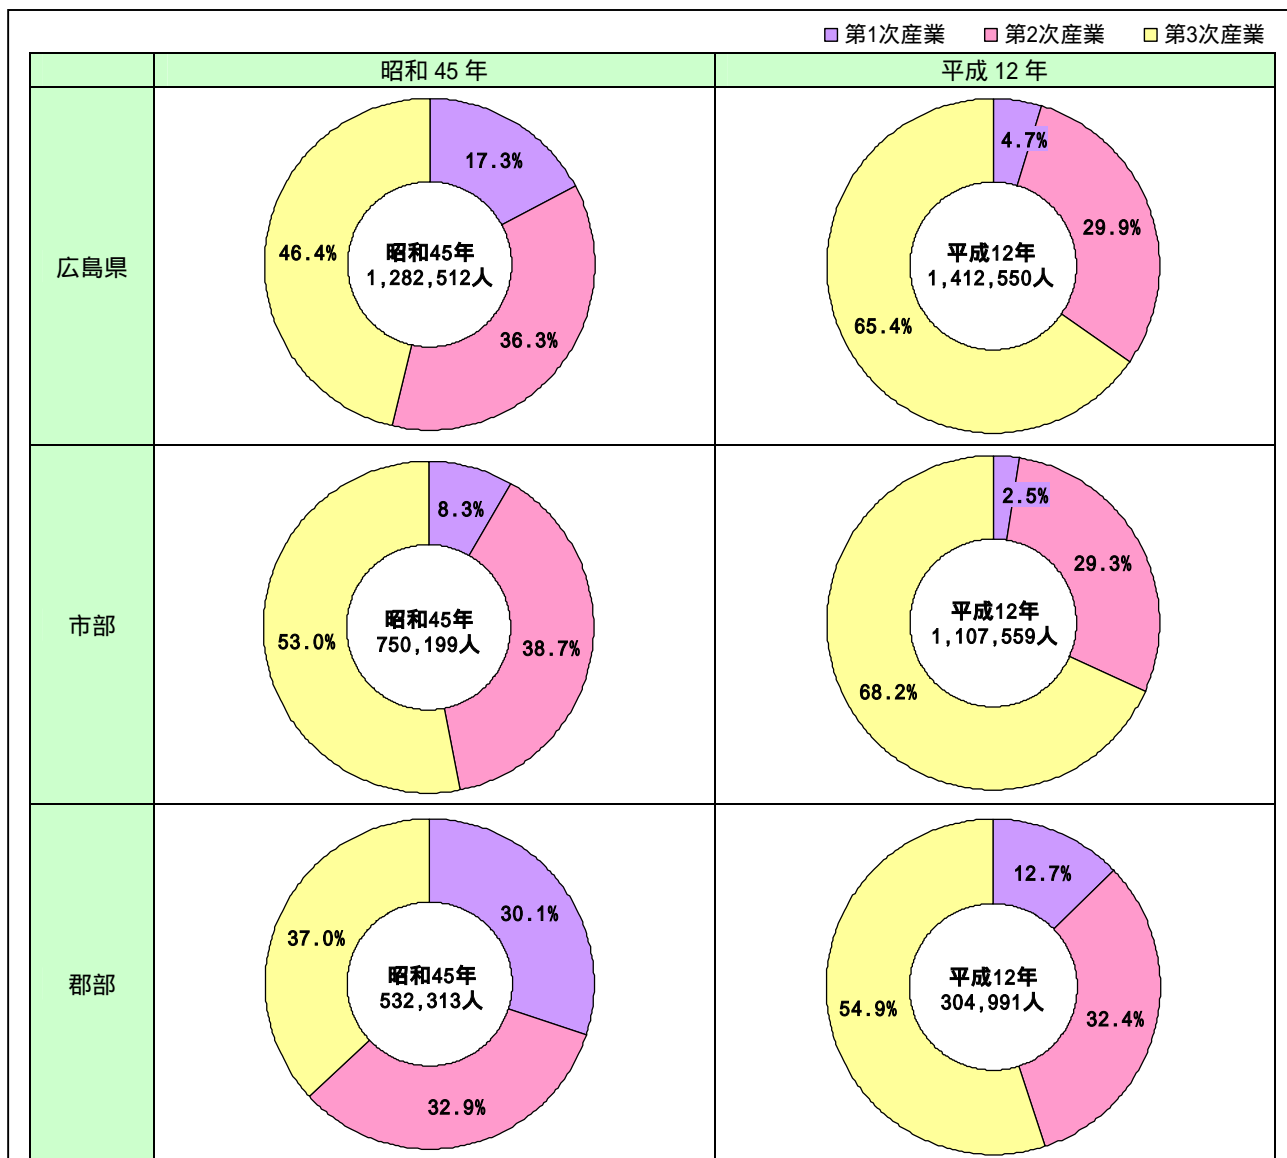 第1次産業 第2次産業 第3次産業
昭和 45 年 平成 12 年
広島県
17.3%
36.3%
46.4%
昭和45年
1,282,512人
4.7%
29.9%
65.4%
平成12年
1,412,550人
市部
8.3%
38.7%
53.0%
昭和45年
750,199人
2.5%
29.3%
68.2%
平成12年
1,107,559人
郡部
30.1%
32.9%
37.0%
昭和45年
532,313人
12.7%
32.4%
54.9%
平成12年
304,991人